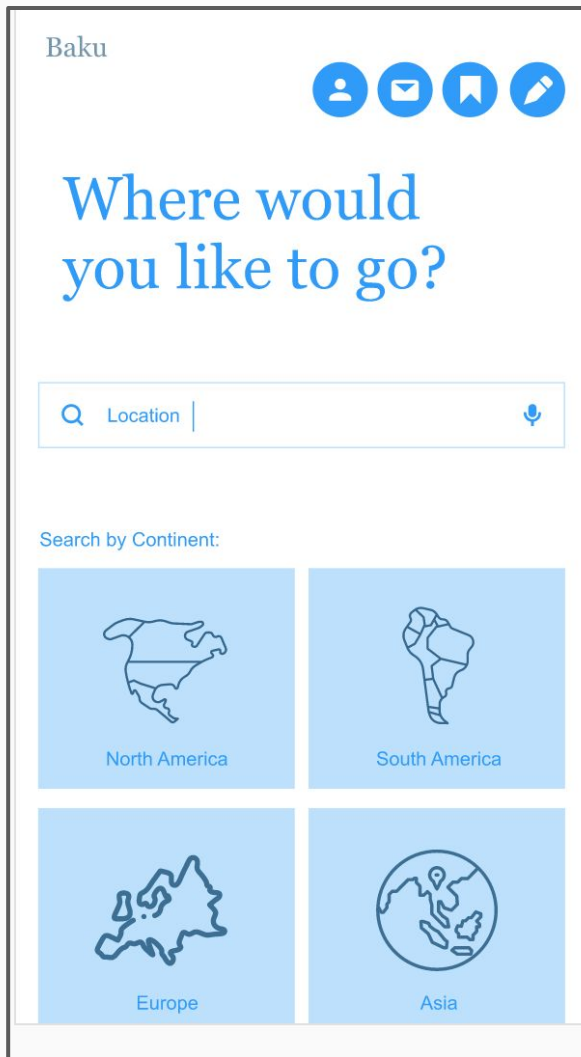 Baku
Where would
you like to go?
Location
Search by Continent:
North America
South America
Europe
Asia